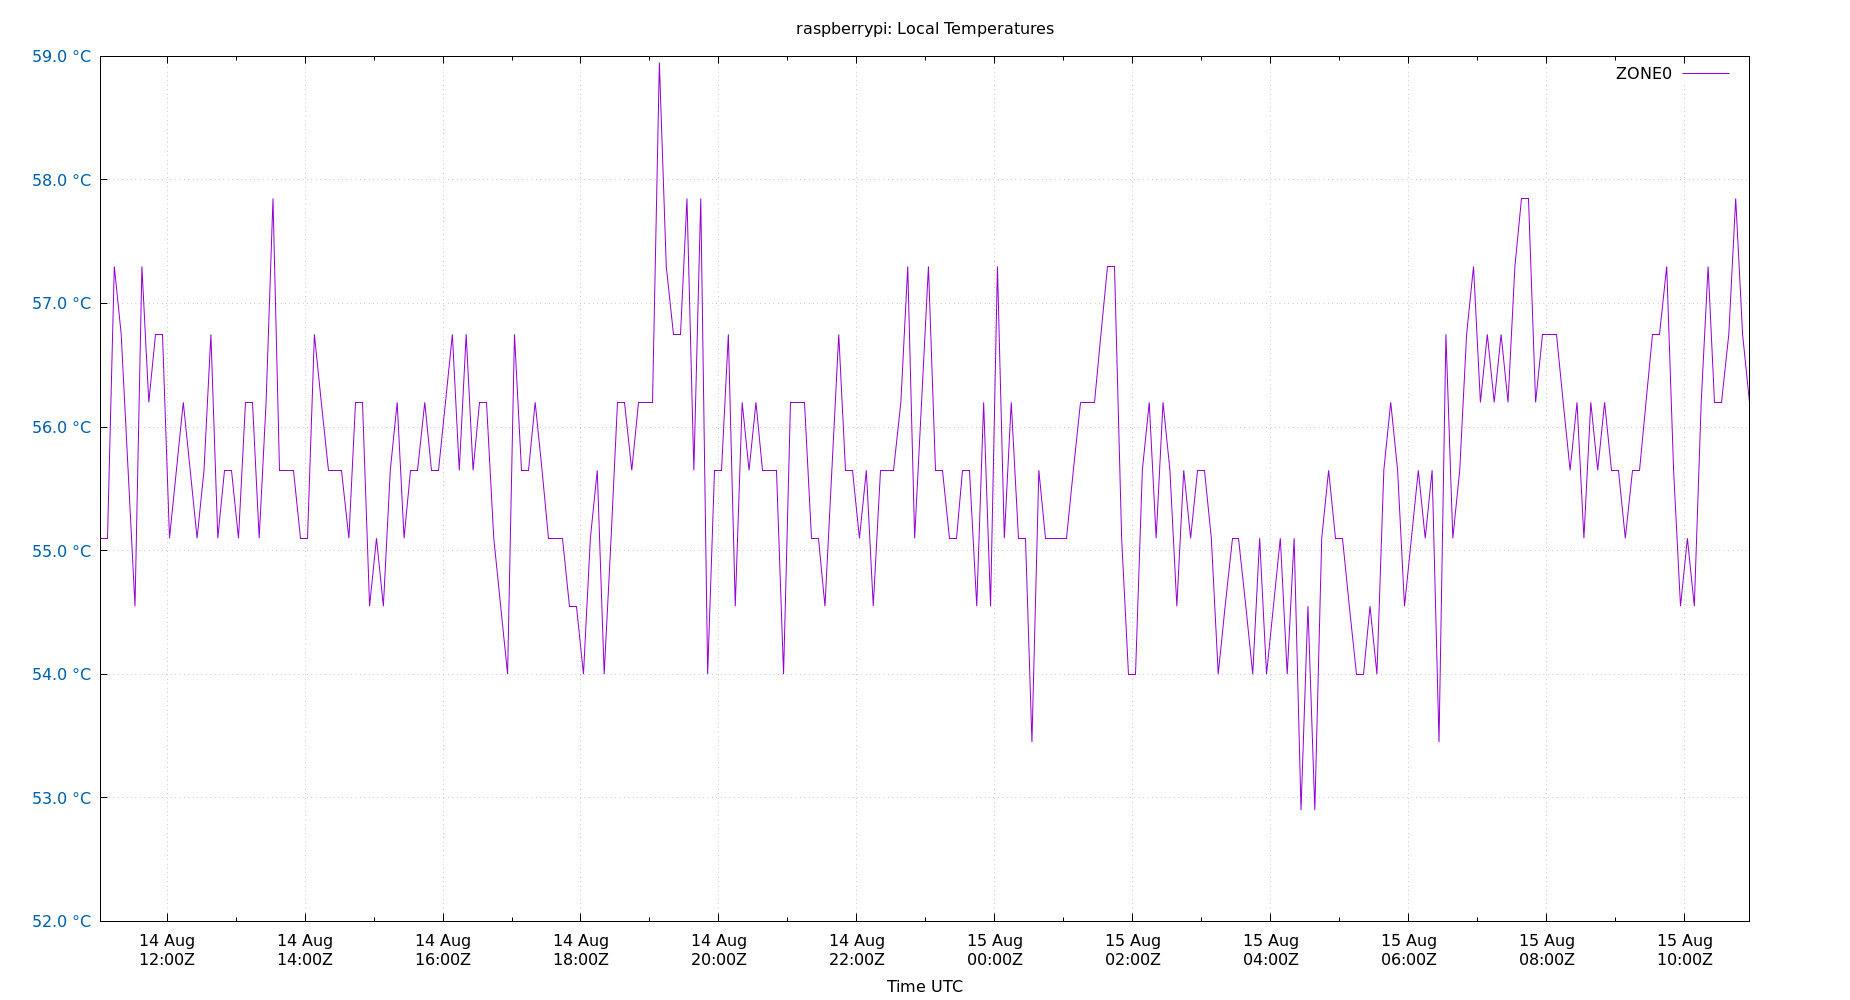 raspberrypi: Local Temperatures
59.0 °C
58.0 °C
57.0 °C
56.0 °C
55.0 °C
54.0 °C
53.0 °C
52.0 °C
ZONE0
14 Aug 14 Aug 14 Aug 14 Aug 14 Aug 14 Aug 15 Aug 15 Aug 15 Aug 15 Aug 15 Aug 15 Aug
12:00Z 14:00Z 16:00Z 18:00Z 20:00Z 22:00Z 00:00Z 02:00Z 04:00Z 06:00Z 08:00Z 10:00Z
Time UTC